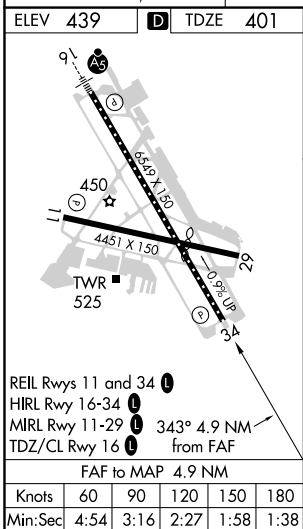 ELEV 439 D TDZE 401
16
A5
P
6549 X 150
450
P
11
4451 X 150
29
TWR
525
0.9% UP
P
34
REIL Rwys 11 and 34 L
HIRL Rwy 16-34 L
MIRL Rwy 11-29 L
TDZ/CL Rwy 16 L
343° 4.9 NM
from FAF
FAF to MAP 4.9 NM
Knots 60 90 120 150 180
Min:Sec 4:54 3:16 2:27 1:58 1:38